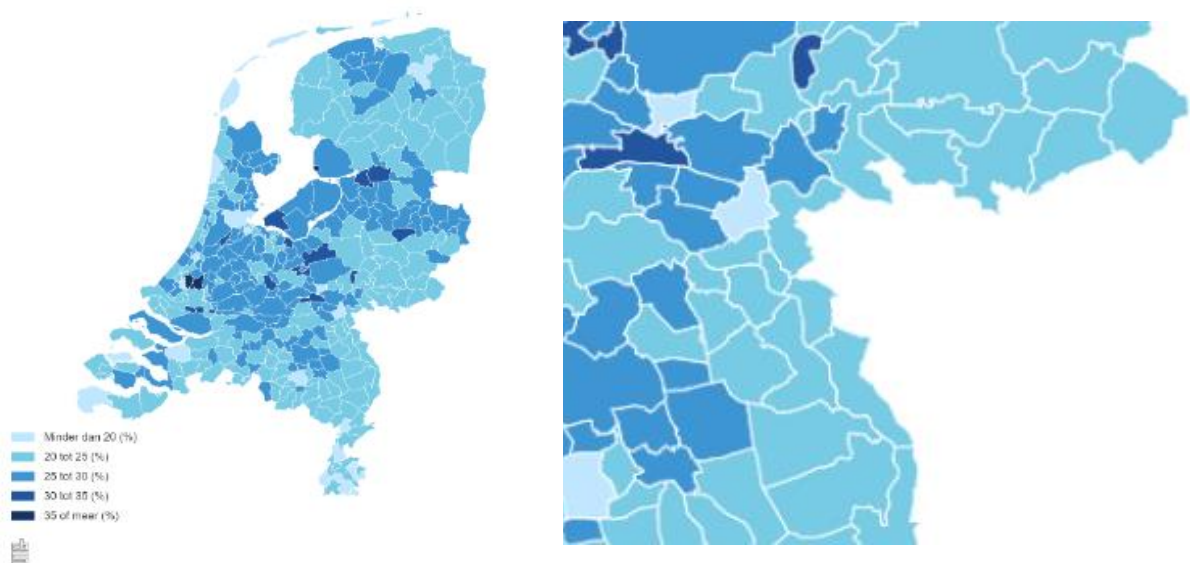 Minder dan 20 (%)
20 tot 25 (%)
25 tot 30 (%)
30 tot 35 (%)
35 of meer (%)